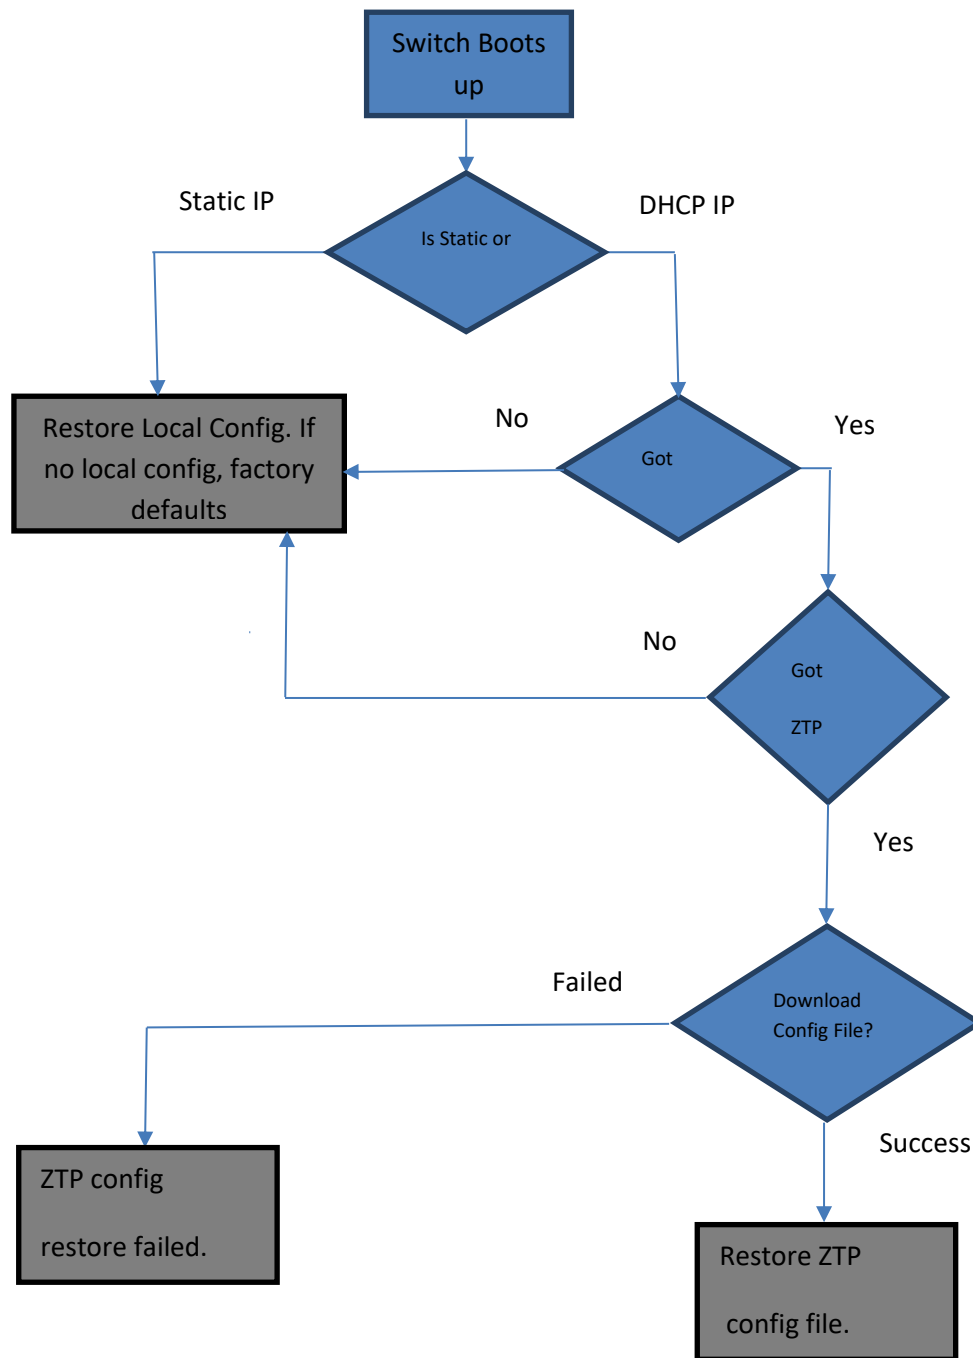 Switch Boots
up
Static IP
DHCP IP
Is Static or
Restore Local Config. If
no local config, factory
defaults
No
Got
Yes
No
Got
ZTP
Yes
Failed
Download
Config File?
Success
ZTP config
restore failed.
Restore ZTP
config file.